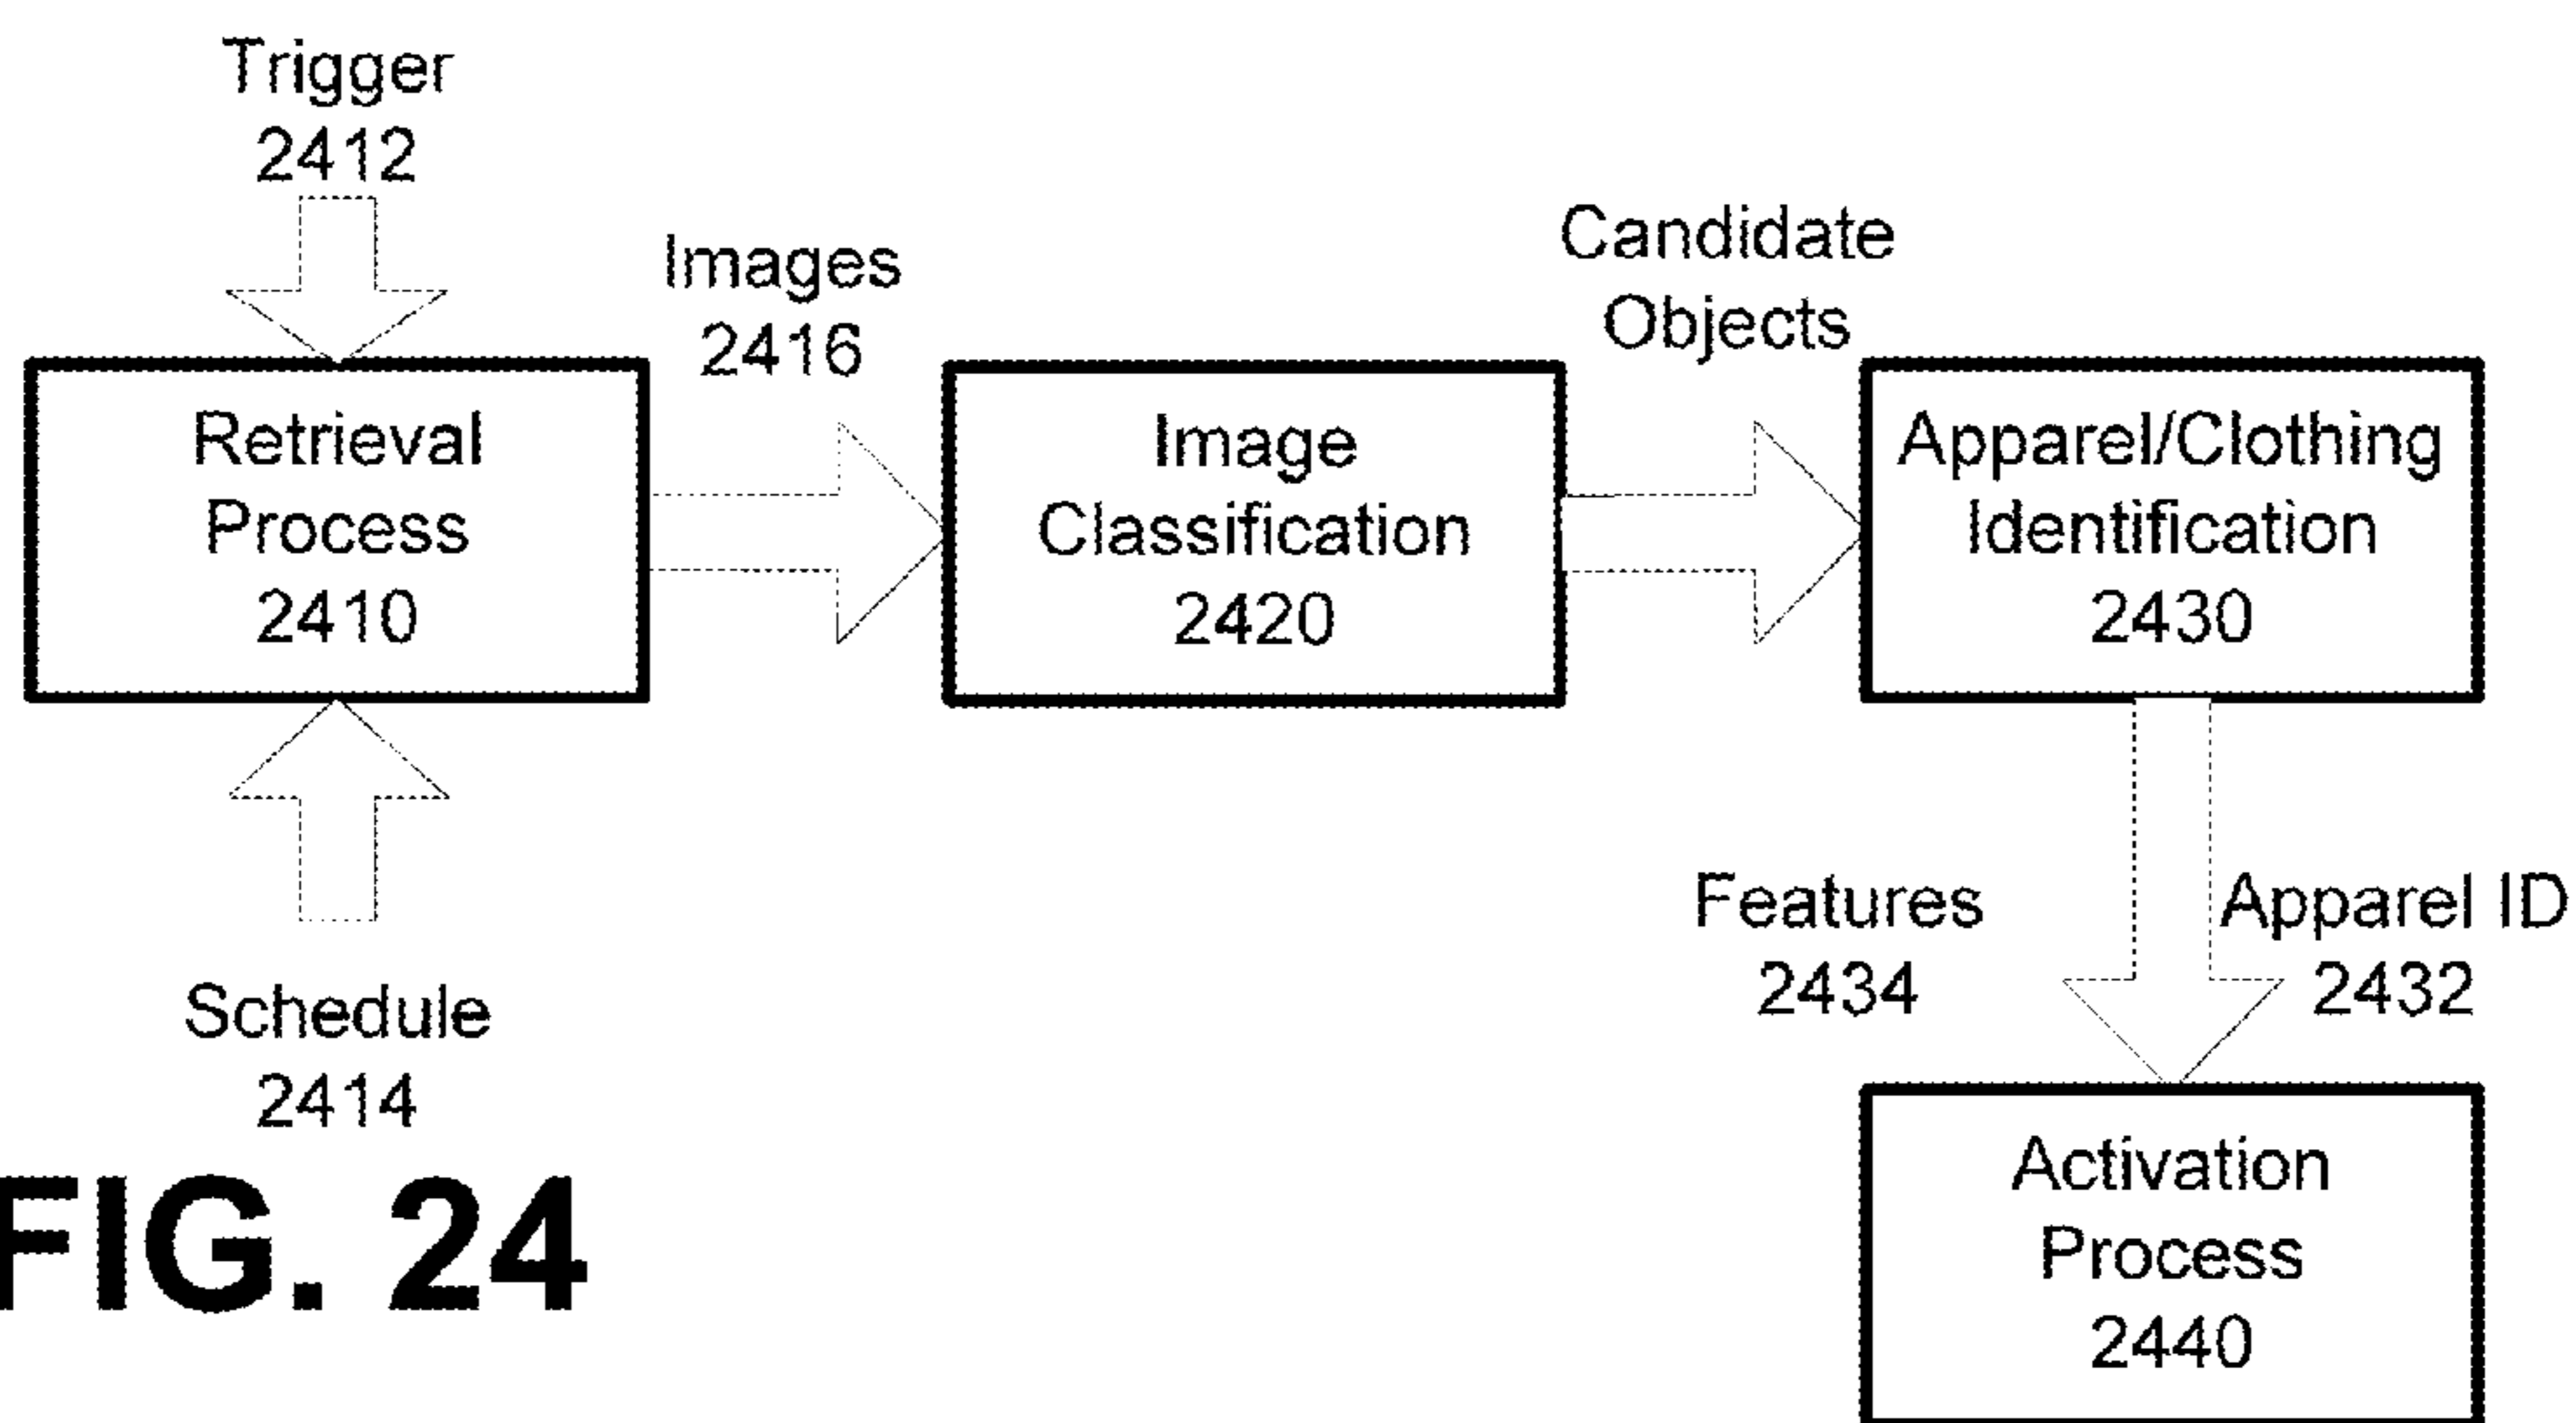 Trigger
2412
Images
2416
Candidate
Objects
Retrieval
Process
2410
Image
Classification
2420
Apparel/Clothing
Identification
2430
Schedule
2414
Features
2434
Apparel ID
2432
Activation
Process
2440
FIG. 24